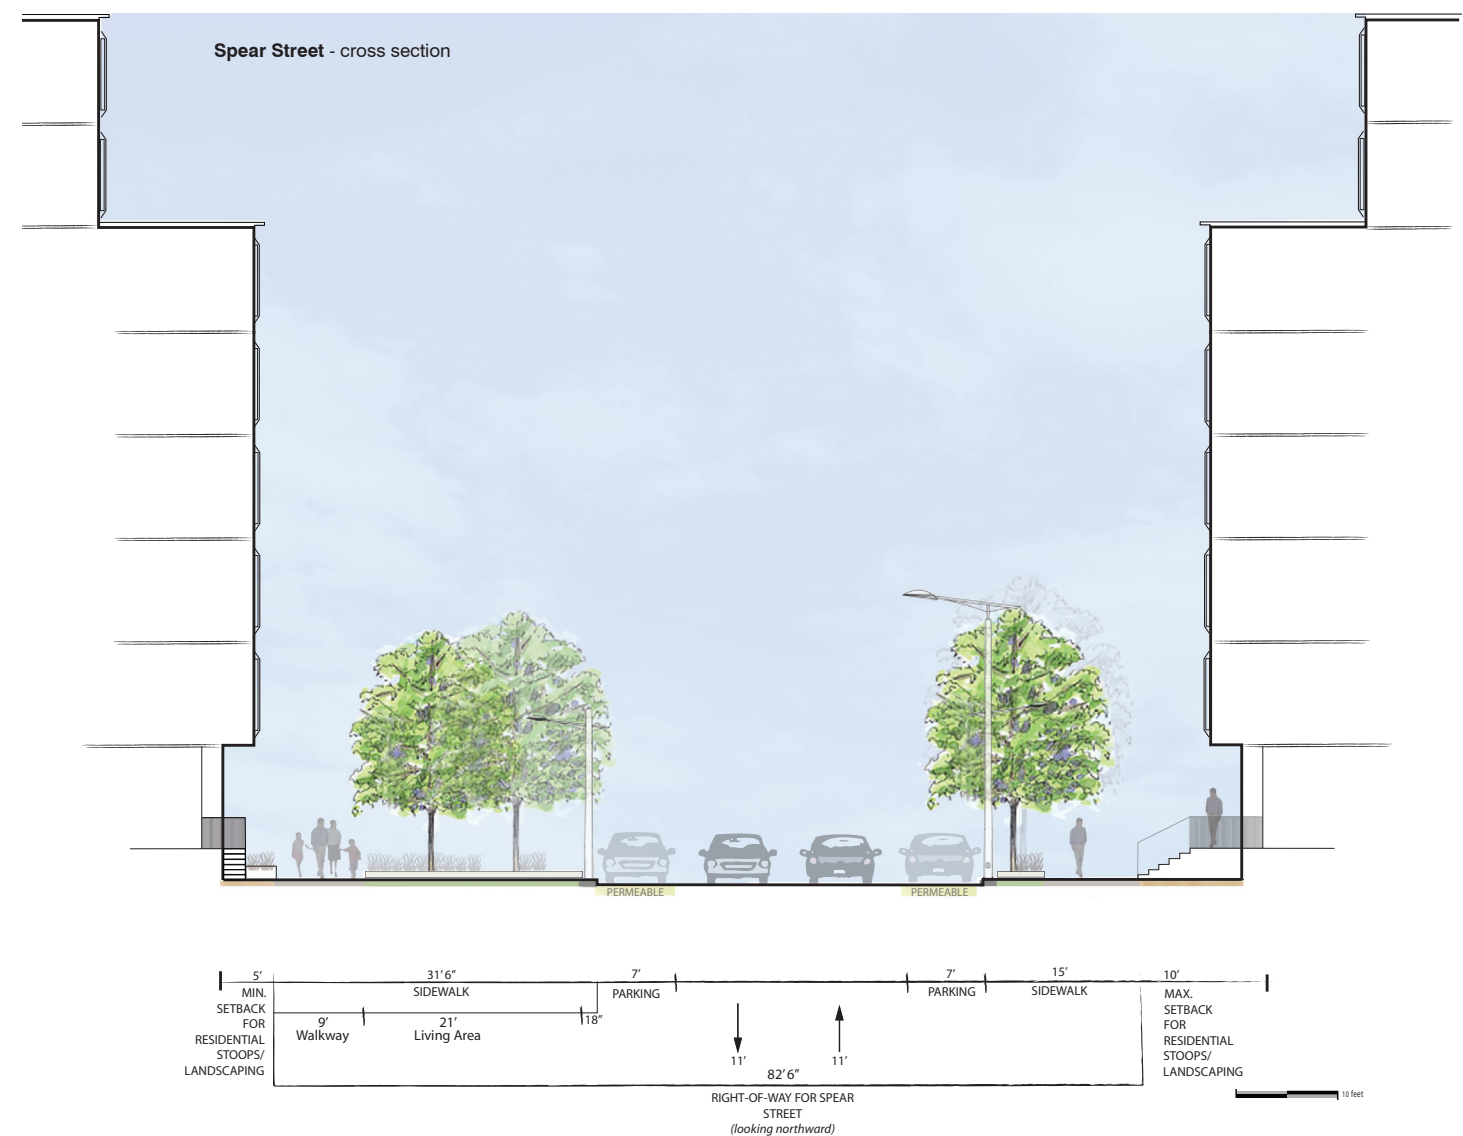 Spear Street - cross section
PERMEABLE
PERMEABLE
5′
31′ 6″
7′
7′
15′
10′
SIDEWALK
PARKING
PARKING
SIDEWALK
MIN.
SETBACK
FOR
RESIDENTIAL
STOOPS/
LANDSCAPING
9′
Walkway
21′
Living Area
18″
11′
11′
MAX.
SETBACK
FOR
RESIDENTIAL
STOOPS/
LANDSCAPING
82′ 6″
RIGHT-OF-WAY FOR SPEAR
STREET
(looking northward)
10 feet